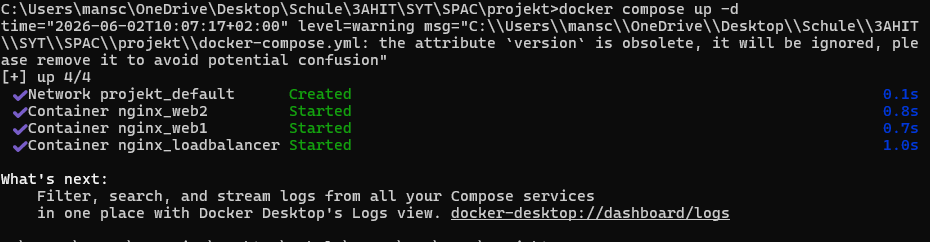 C:\Users\mansc\OneDrive\Desktop\Schule\3AHIT\SYT\SPAC\projekt>docker compose up -d
time="2026-06-02T10:07:17+02:00" level=warning msg="C:\\Users\\mansc\\OneDrive\\Desktop\\Schule\\3AHIT
\\SYT\\SPAC\\projekt\\docker-compose.yml: the attribute `version` is obsolete, it will be ignored, ple
ase remove it to avoid potential confusion"
[+] up 4/4
✓Network projekt_default Created 0.1s
✓Container nginx_web2 Started 0.8s
✓Container nginx_web1 Started 0.7s
✓Container nginx_loadbalancer Started 1.0s
What's next:
Filter, search, and stream logs from all your Compose services
in one place with Docker Desktop's Logs view. docker-desktop://dashboard/logs